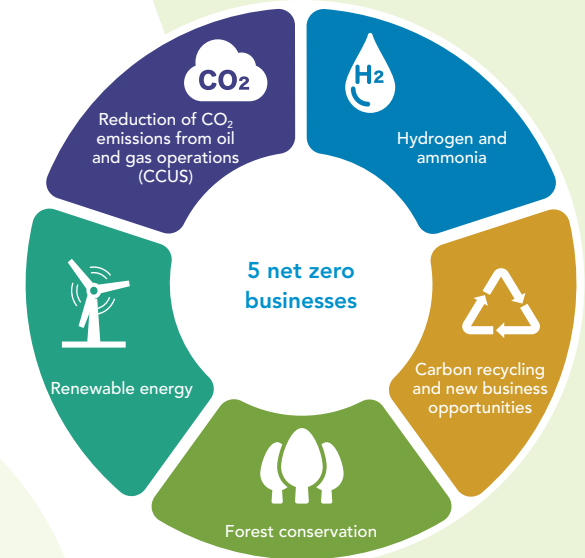 CO₂
Reduction of CO₂
emissions from oil
and gas operations
(CCUS)
H2
Hydrogen and
ammonia
5 net zero
businesses
Carbon recycling
and new business
opportunities
Renewable energy
Forest conservation